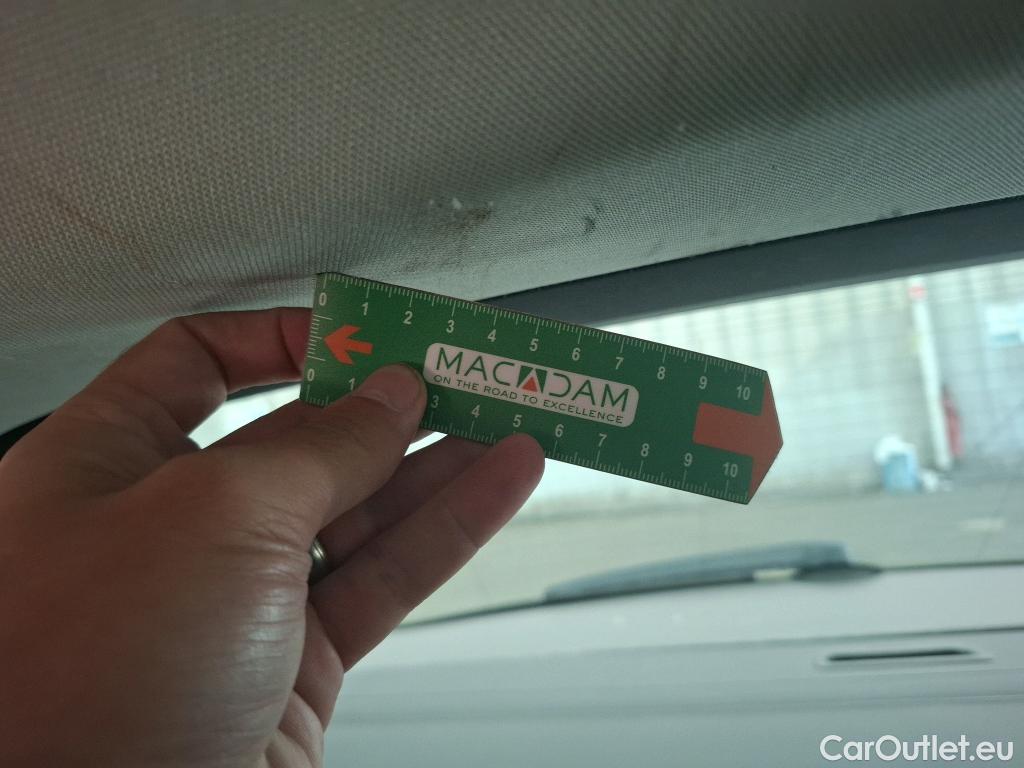 0 1 2 3 4 5 6 7 8 9 10
MACADAM
ON THE ROAD TO EXCELLENCE
0 1 3 4 5 6 7 8 9 10
CarOutlet.eu